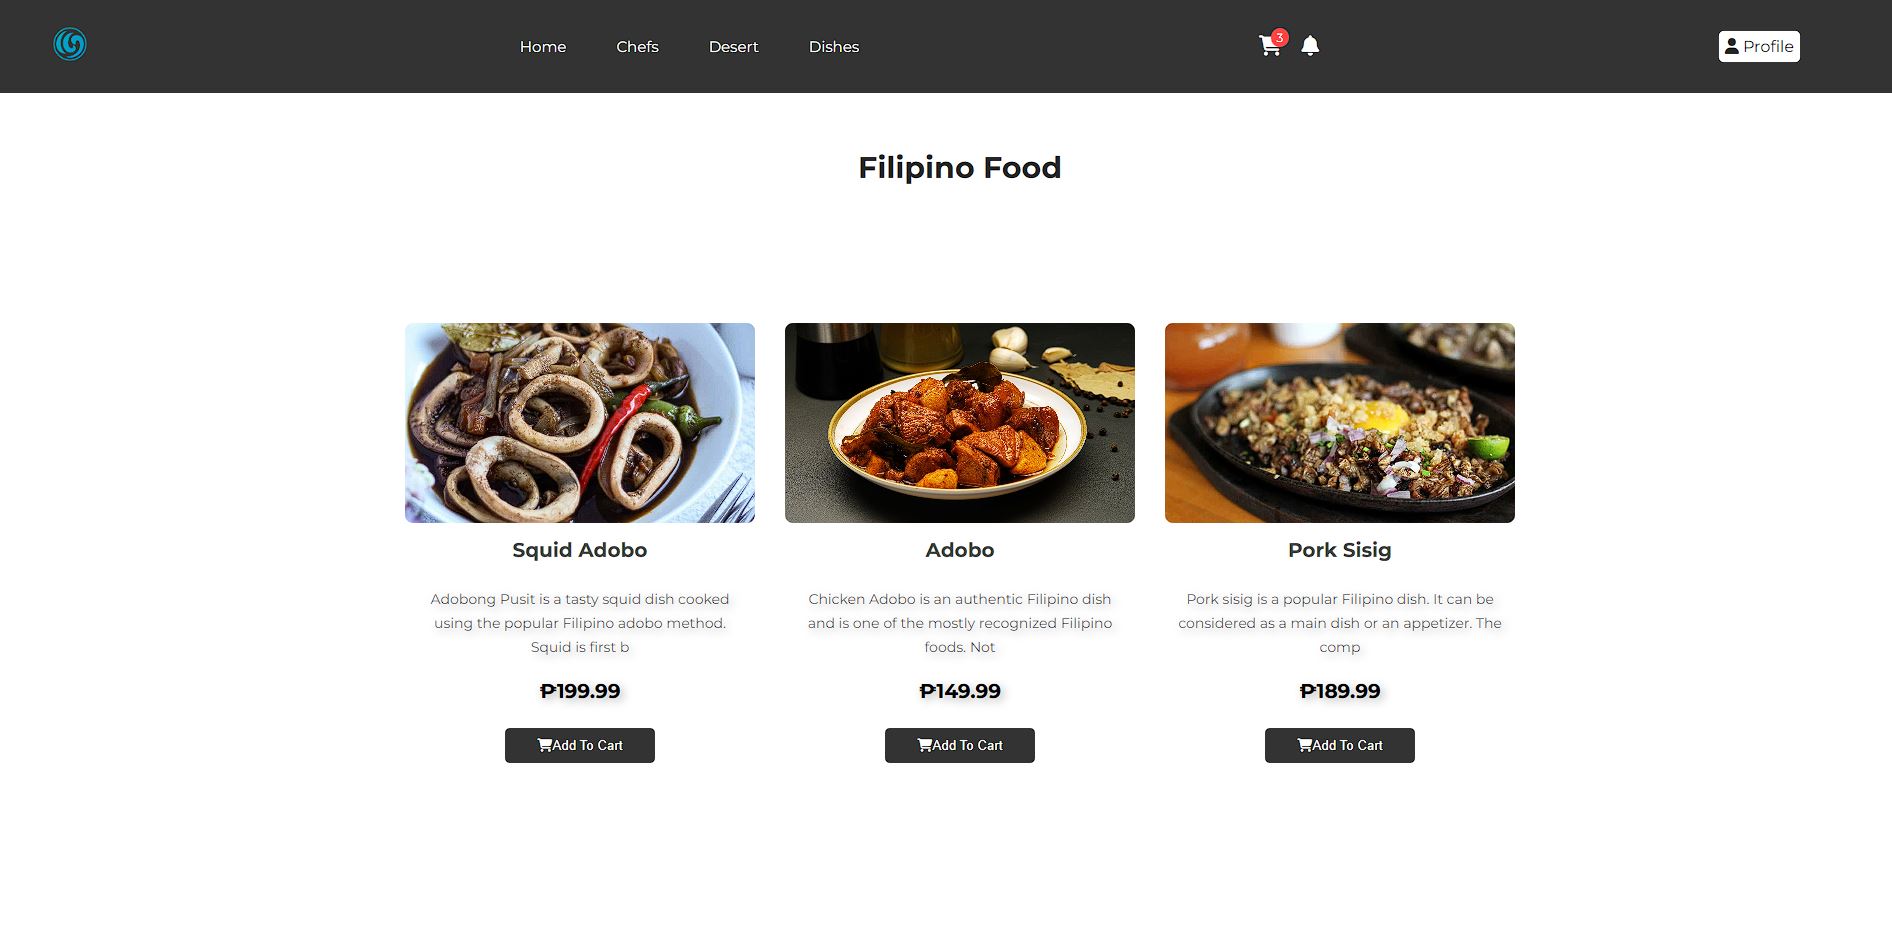 Home Chefs Desert Dishes 3 Profile
Filipino Food
Squid Adobo
Adobong Pusit is a tasty squid dish cooked
using the popular Filipino adobo method.
Squid is first b
₱199.99
Add To Cart
Adobo
Chicken Adobo is an authentic Filipino dish
and is one of the mostly recognized Filipino
foods. Not
₱149.99
Add To Cart
Pork Sisig
Pork sisig is a popular Filipino dish. It can be
considered as a main dish or an appetizer. The
comp
₱189.99
Add To Cart